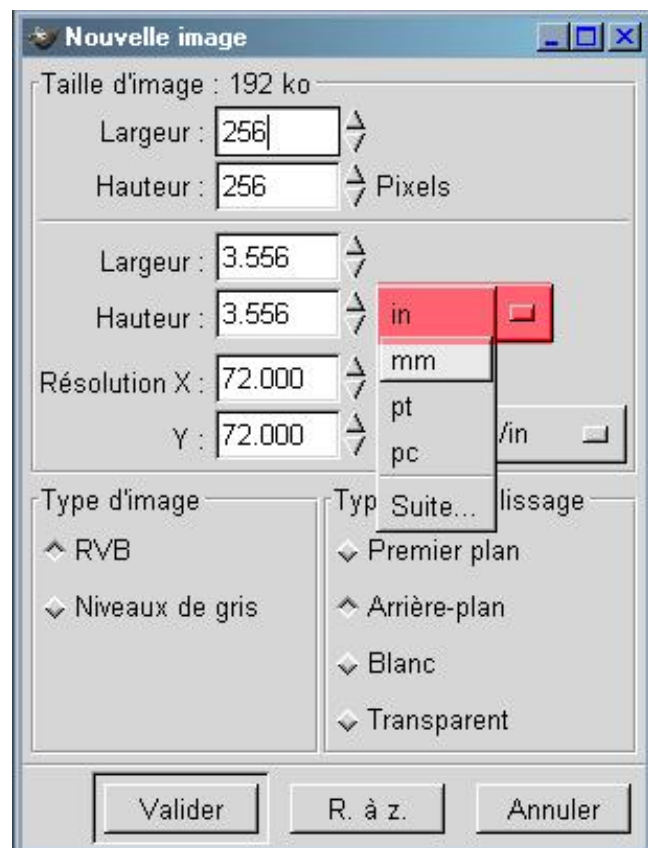 Nouvelle image
Taille d'image : 192 ko
Largeur : 256
Hauteur : 256 Pixels
Largeur : 3.556
Hauteur : 3.556 in
mm
Résolution X : 72.000
pt
Y : 72.000 /in
pc
Suite...
Type d'image Typ lissage
RVB Premier plan
Niveaux de gris Arrière-plan
Blanc
Transparent
Valider R. à z. Annuler